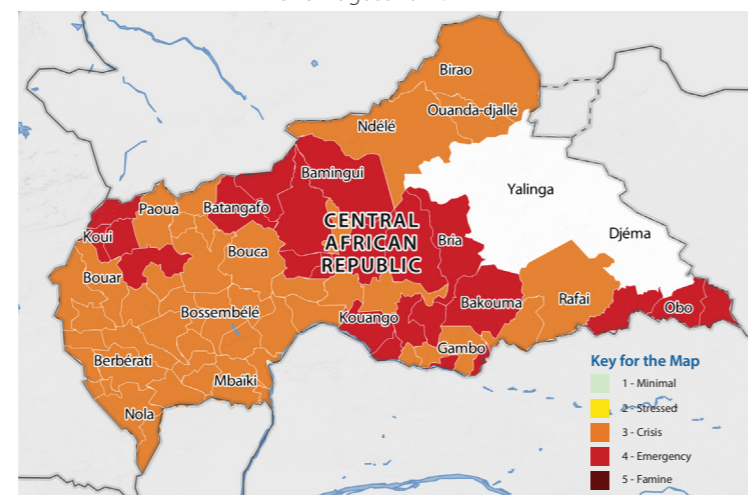 Birao
Ouanda-djallé
Ndélé
Bamingui
Yalinga
Paoua
Batangafo
CENTRAL
AFRICAN
REPUBLIC
Koui
Bria
Djéma
Bouca
Bouar
Bakouma
Rafai
Obo
Bossembélé
Kouango
Gambo
Berbérati
Mbaïki
Nola
Key for the Map
1 - Minimal
2 - Stressed
3 - Crisis
4 - Emergency
5 - Famine